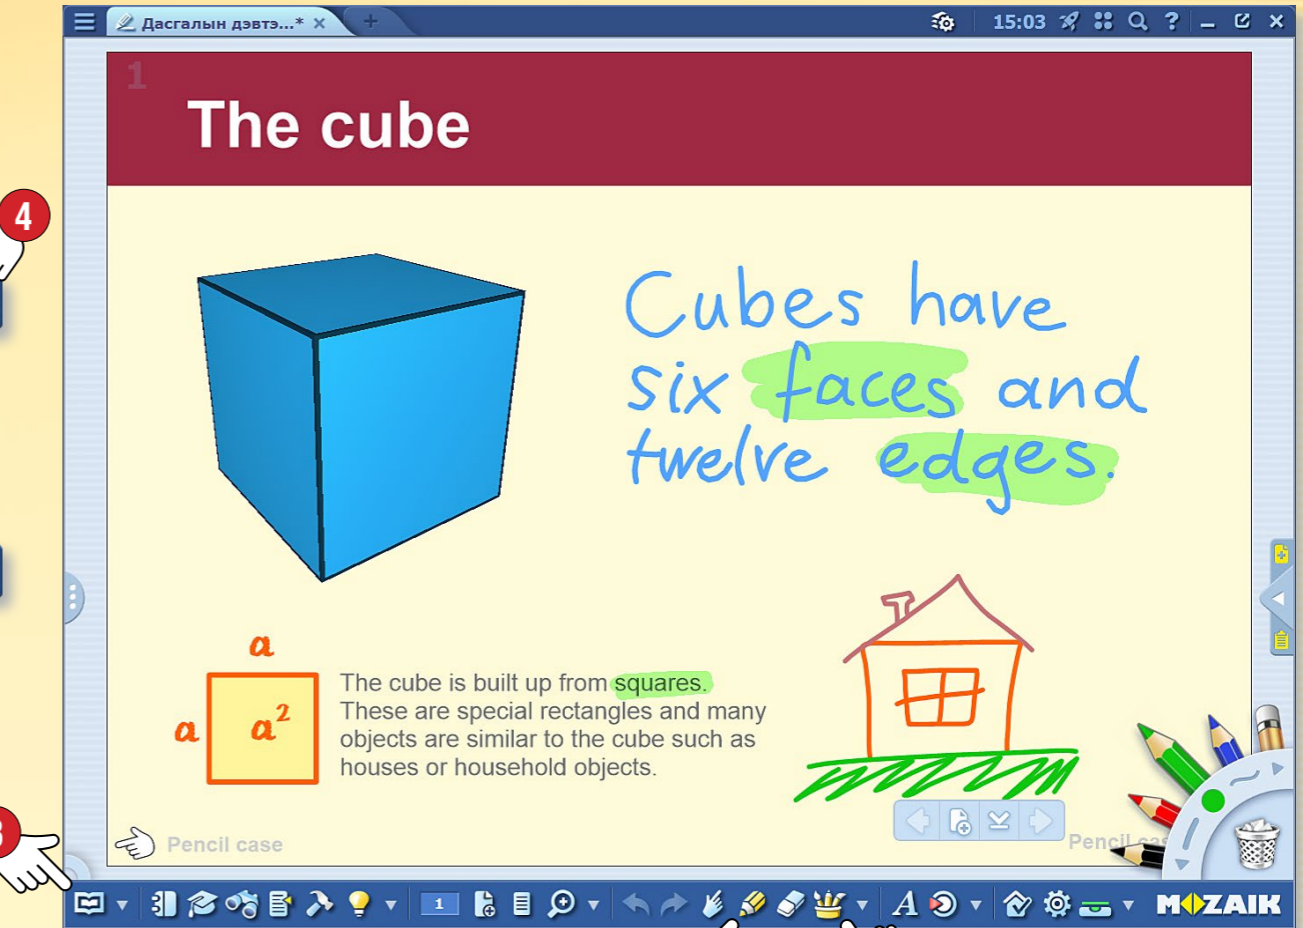 4
Дасгалын дэвтэ...* ×
15:03
1
The cube
Cubes have
six faces and
twelve edges.
a
a
a²
The cube is built up from squares.
These are special rectangles and many
objects are similar to the cube such as
houses or household objects.
Pencil case
Pencil
1
A
MOZAIK